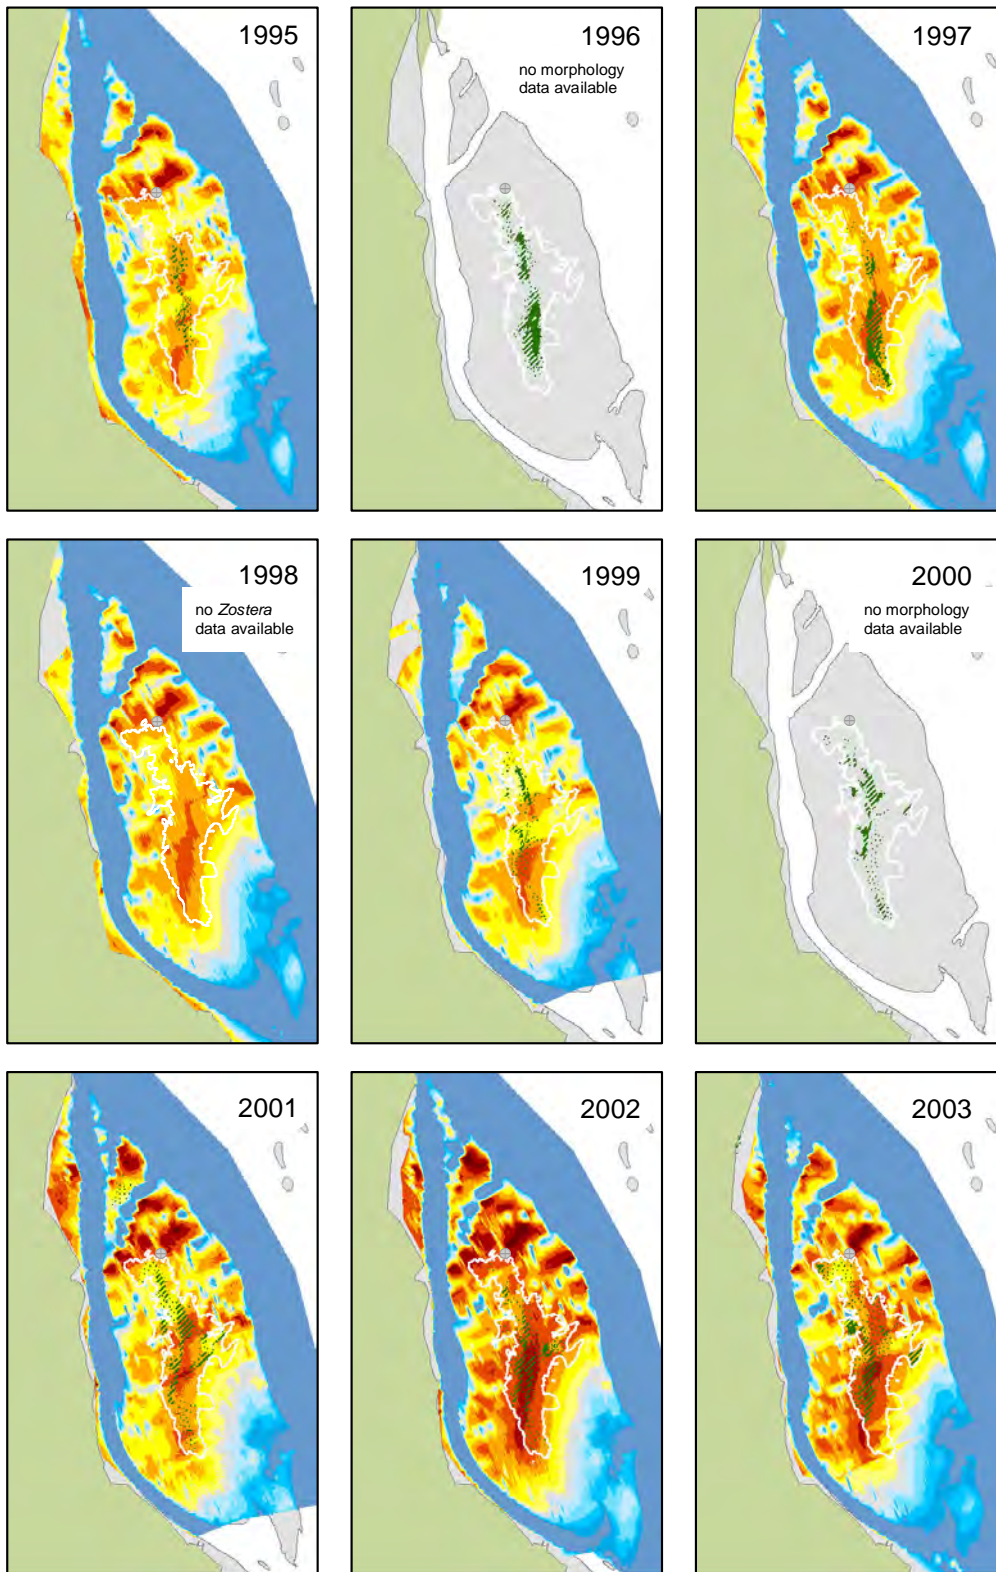 1995
1996
no morphology
data available
1997
1998
no Zostera
data available
1999
2000
no morphology
data available
2001
2002
2003